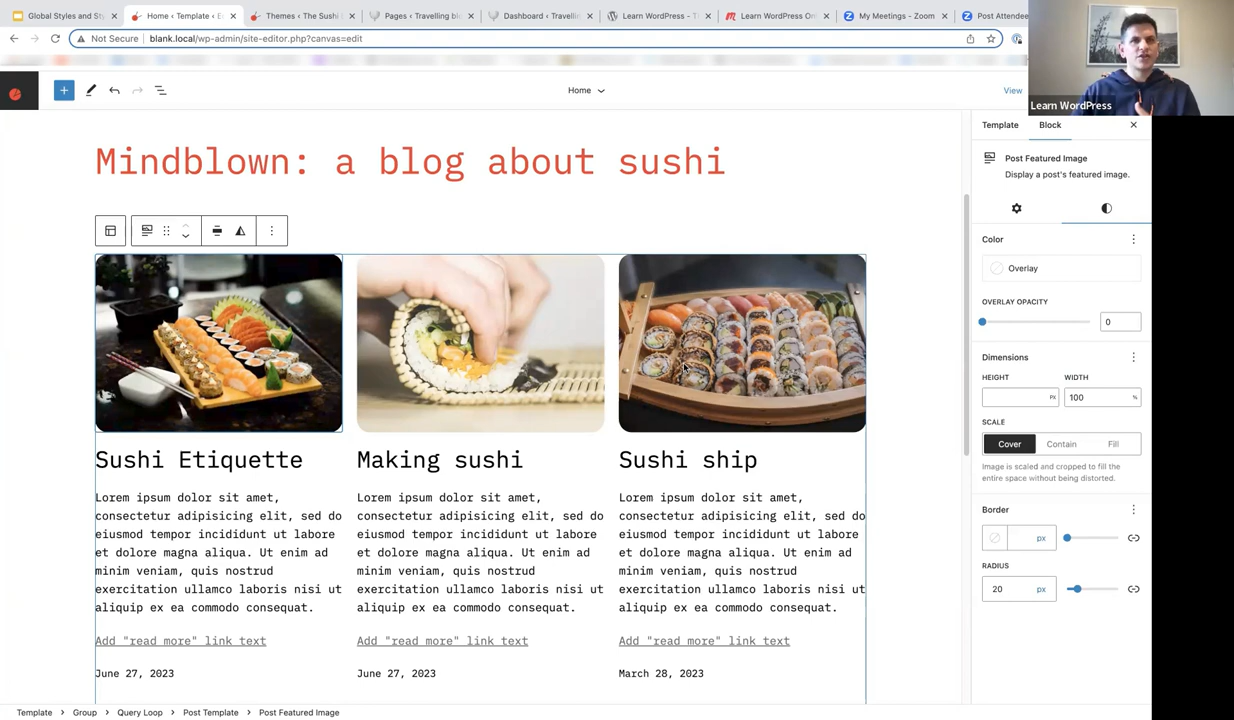 Global Styles and St
Home ‹ Template ‹ E
Themes ‹ The Sushi
Pages ‹ Travelling blo
Dashboard ‹ Travellin
Learn WordPress – T
Learn WordPress On
My Meetings - Zoom
Post Attendee
Not Secure
blank.local/wp-admin/site-editor.php?canvas=edit
Home
View
Learn WordPress
Template
Block
Post Featured Image
Display a post's featured image.
Color
Overlay
OVERLAY OPACITY
0
Dimensions
HEIGHT
WIDTH
PX
100
%
SCALE
Cover
Contain
Fill
Image is scaled and cropped to fill the
entire space without being distorted.
Border
px
RADIUS
20
px
Mindblown: a blog about sushi
Sushi Etiquette
Lorem ipsum dolor sit amet,
consectetur adipisicing elit, sed do
eiusmod tempor incididunt ut labore
et dolore magna aliqua. Ut enim ad
minim veniam, quis nostrud
exercitation ullamco laboris nisi ut
aliquip ex ea commodo consequat.
Add "read more" link text
June 27, 2023
Making sushi
Lorem ipsum dolor sit amet,
consectetur adipisicing elit, sed do
eiusmod tempor incididunt ut labore
et dolore magna aliqua. Ut enim ad
minim veniam, quis nostrud
exercitation ullamco laboris nisi ut
aliquip ex ea commodo consequat.
Add "read more" link text
June 27, 2023
Sushi ship
Lorem ipsum dolor sit amet,
consectetur adipisicing elit, sed do
eiusmod tempor incididunt ut labore
et dolore magna aliqua. Ut enim ad
minim veniam, quis nostrud
exercitation ullamco laboris nisi ut
aliquip ex ea commodo consequat.
Add "read more" link text
March 28, 2023
Template > Group > Query Loop > Post Template > Post Featured Image